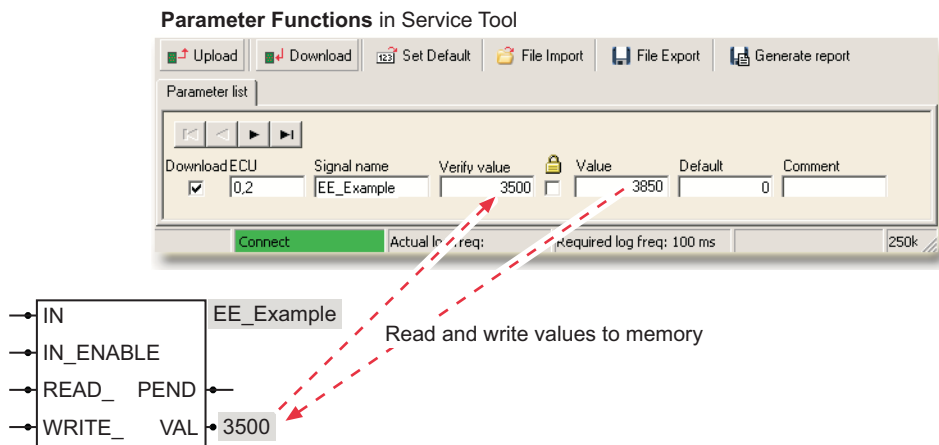 Parameter Functions in Service Tool
Upload Download 123 Set Default File Import File Export Generate report
Parameter list
Download ECU Signal name Verify value Value Default Comment
0,2 EE_Example 3500 3850 0
Connect Actual log freq: Required log freq: 100 ms 250k
IN EE_Example
Read and write values to memory
IN_ENABLE
READ_ PEND
WRITE_ VAL 3500